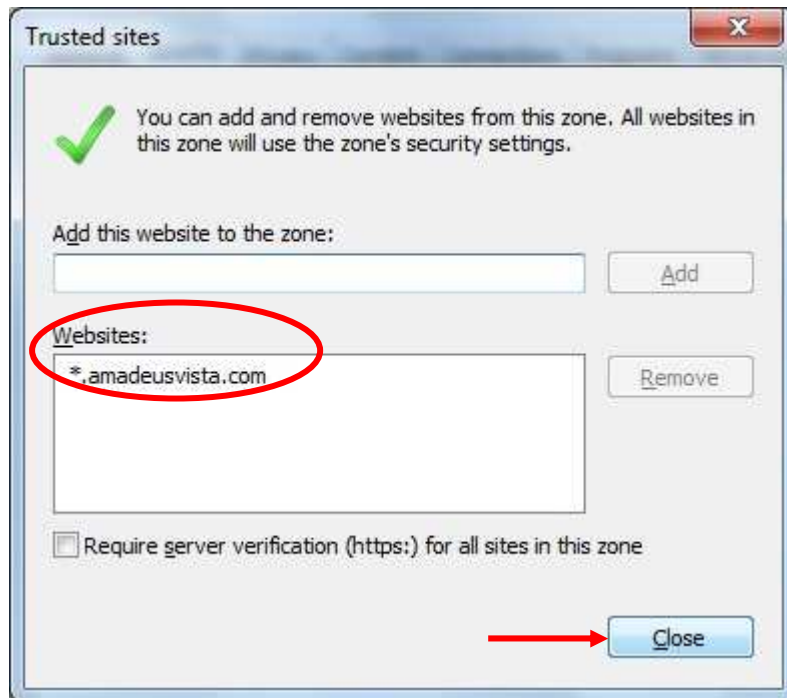 Trusted sites
You can add and remove websites from this zone. All websites in
this zone will use the zone's security settings.
Add this website to the zone:
Add
Websites:
*.amadeusvista.com
Remove
Require server verification (https:) for all sites in this zone
Close